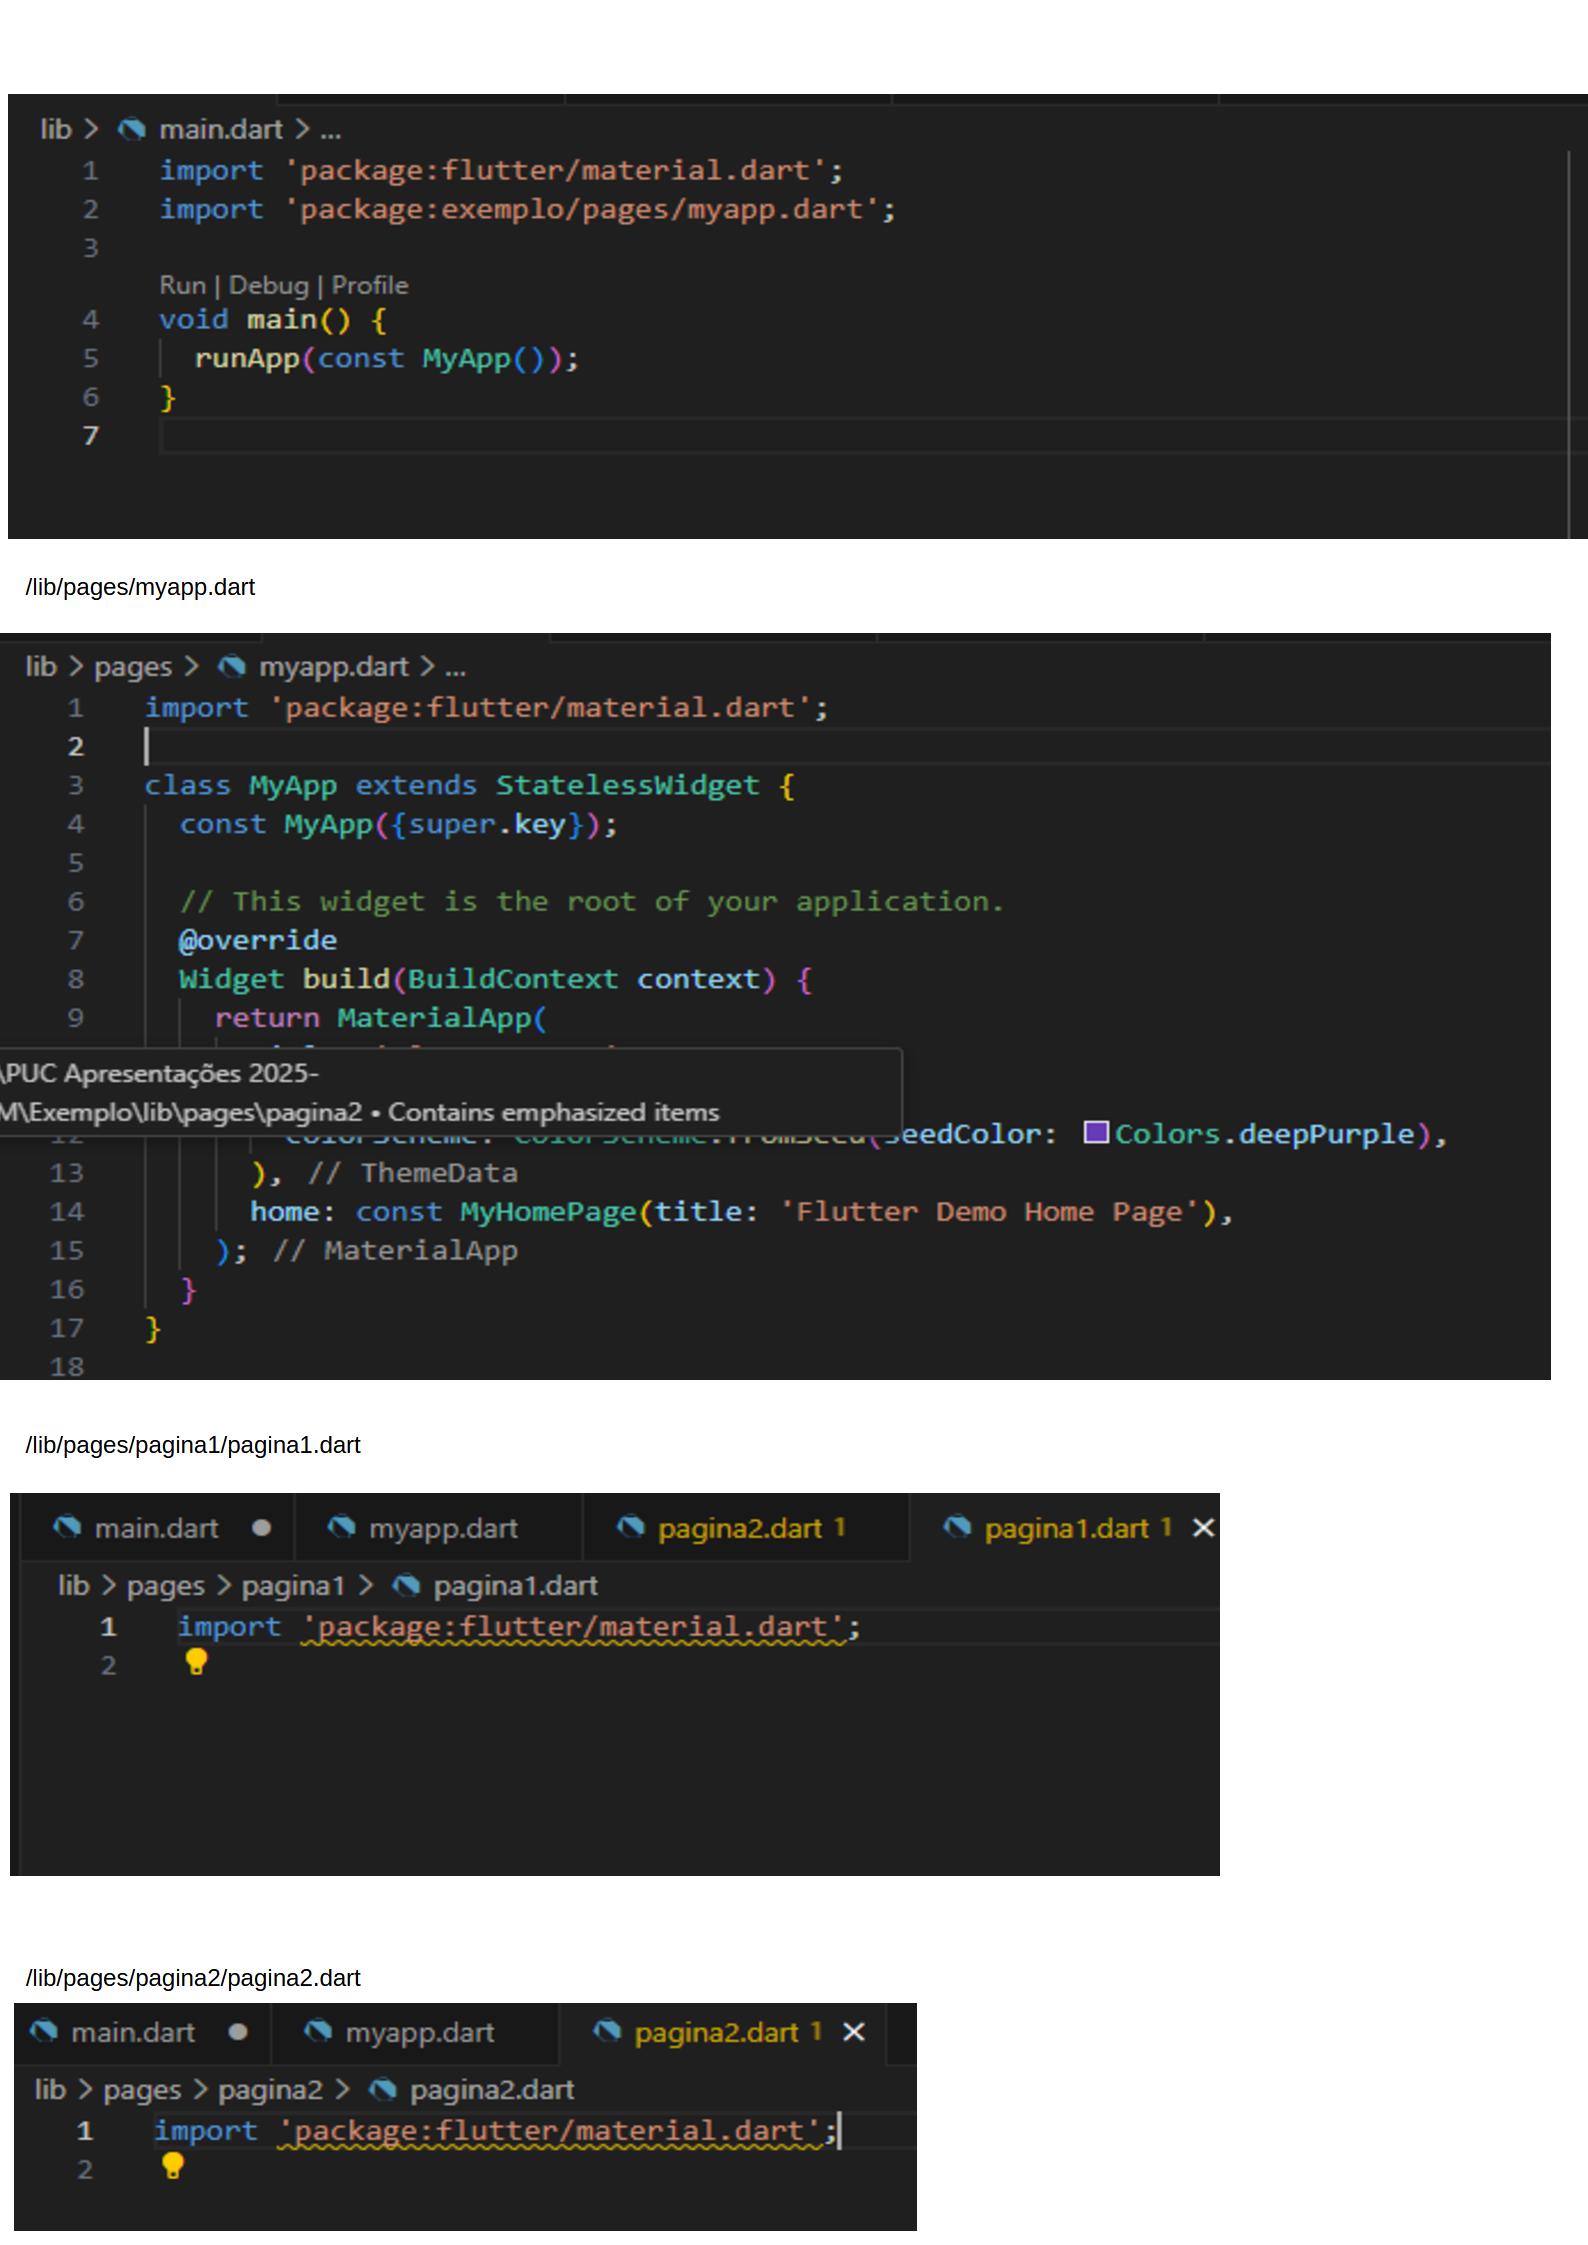 lib > main.dart > ...
1 import 'package:flutter/material.dart';
2 import 'package:exemplo/pages/myapp.dart';
3
Run | Debug | Profile
4 void main() {
5 runApp(const MyApp());
6 }
7
/lib/pages/myapp.dart
lib > pages > myapp.dart > ...
1 import 'package:flutter/material.dart';
2
3 class MyApp extends StatelessWidget {
4 const MyApp({super.key});
5
6 // This widget is the root of your application.
7 @override
8 Widget build(BuildContext context) {
9 return MaterialApp(
\PUC Apresentações 2025-
M\Exemplo\lib\pages\pagina2 • Contains emphasized items
12 colorScheme: ColorScheme.fromSeed(seedColor: Colors.deepPurple),
13 ), // ThemeData
14 home: const MyHomePage(title: 'Flutter Demo Home Page'),
15 ); // MaterialApp
16 }
17 }
18
/lib/pages/pagina1/pagina1.dart
main.dart myapp.dart pagina2.dart 1 pagina1.dart 1
lib > pages > pagina1 > pagina1.dart
1 import 'package:flutter/material.dart';
2
/lib/pages/pagina2/pagina2.dart
main.dart myapp.dart pagina2.dart 1
lib > pages > pagina2 > pagina2.dart
1 import 'package:flutter/material.dart';
2